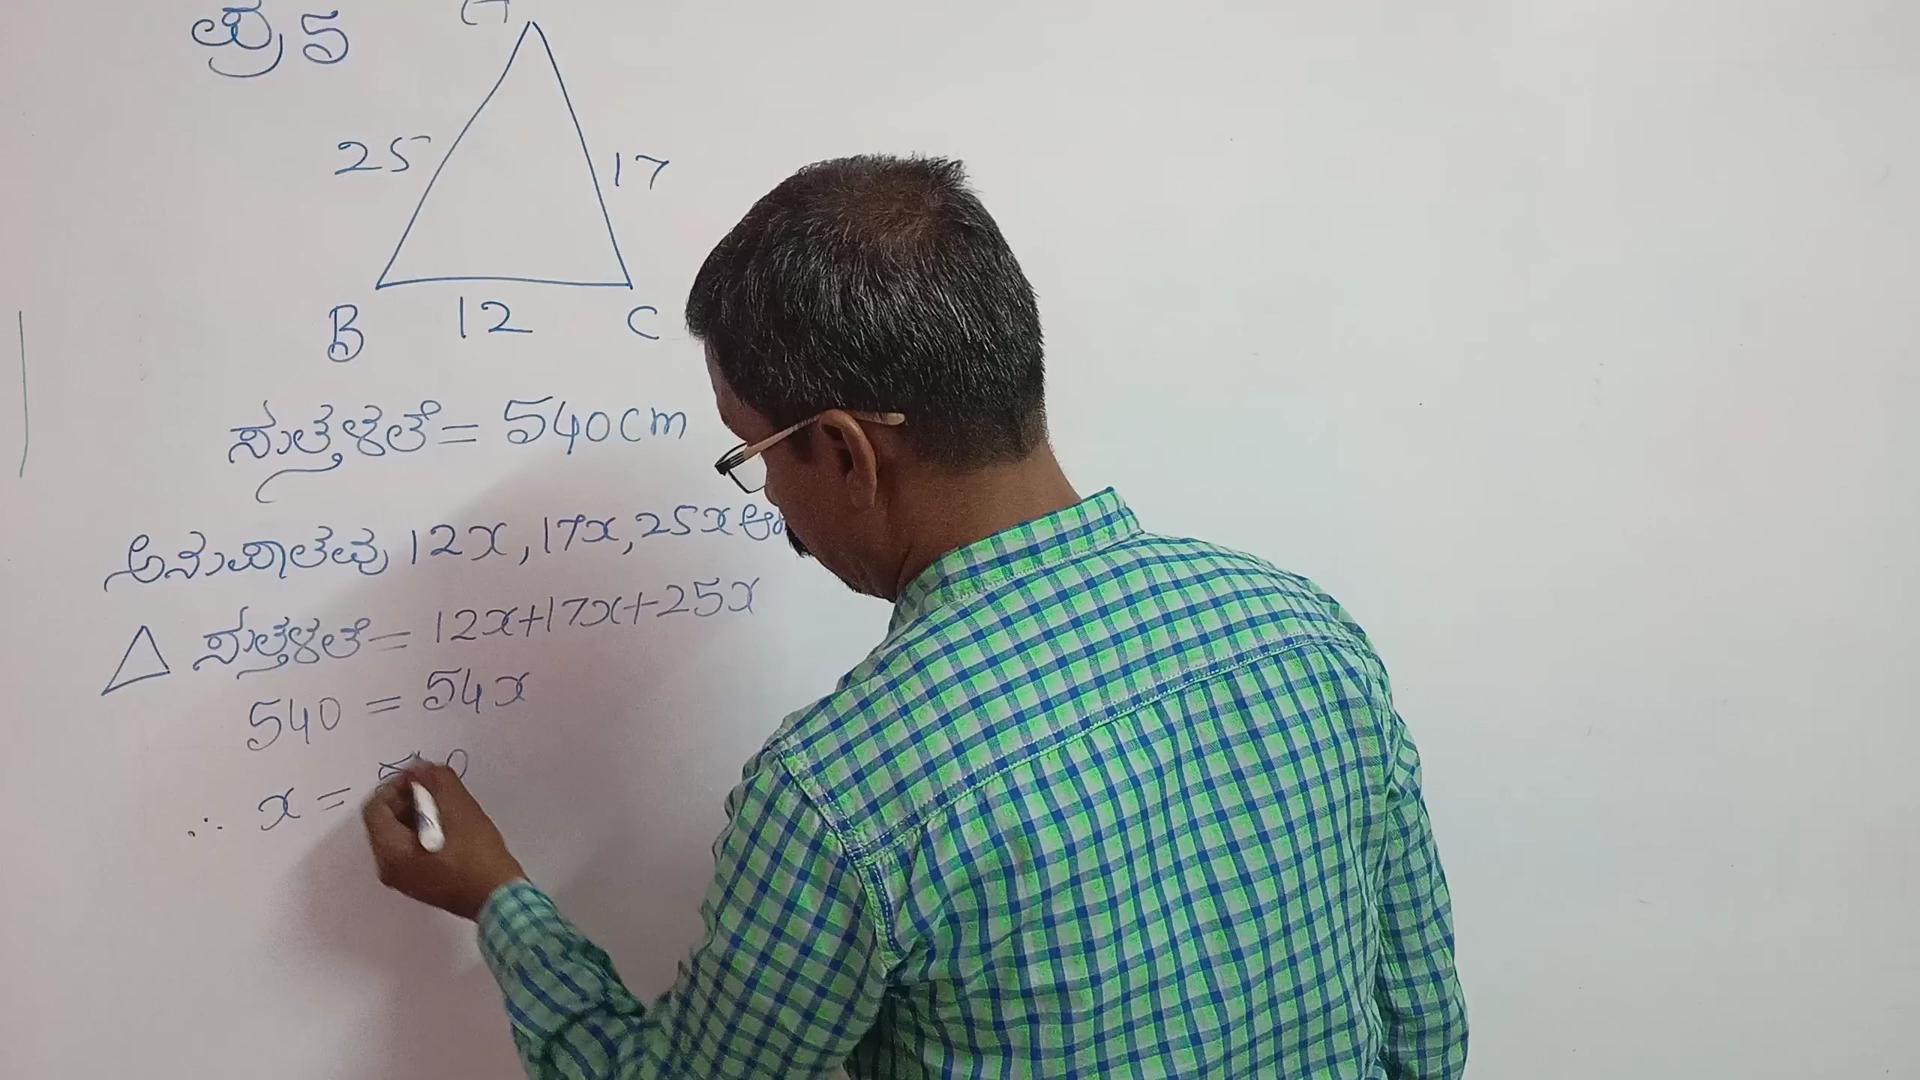 ಪ್ರ 5
25
17
B 12 C
ಸುತ್ತಳತೆ = 540cm
ಅನುಪಾತವು 12x, 17x, 25x
△ ಸುತ್ತಳತೆ = 12x+17x+25x
540 = 54x
∴ x =